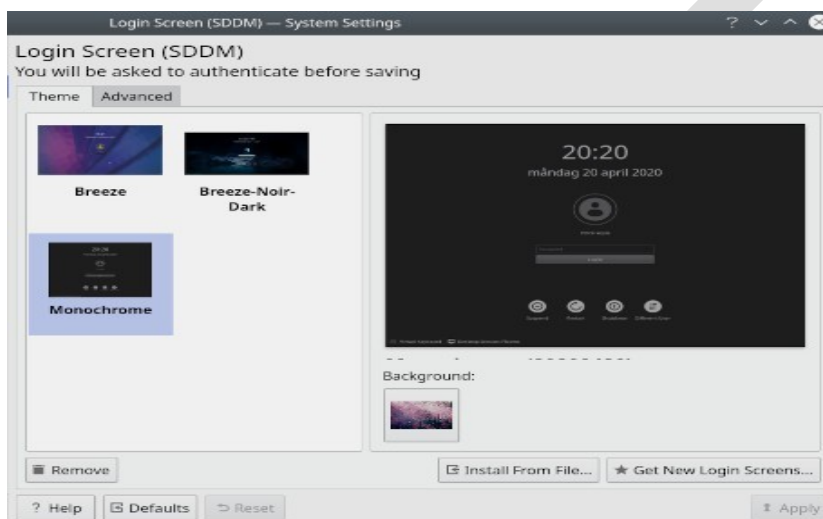 Login Screen (SDDM) — System Settings
Login Screen (SDDM)
You will be asked to authenticate before saving
Theme Advanced
Breeze
Breeze-Noir-
Dark
Monochrome
20:20
måndag 20 april 2020
Background:
Remove
Install From File...
Get New Login Screens...
? Help
Defaults
Reset
Apply